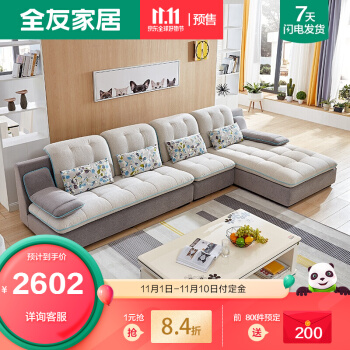 全友家居
11.11
京东全球好物节
预售
7天
闪电发货
预计到手价
¥2602
详询客服
11月1日-11月10日付定金
1元抢
抢 8.4折
前 800件预定
送 200